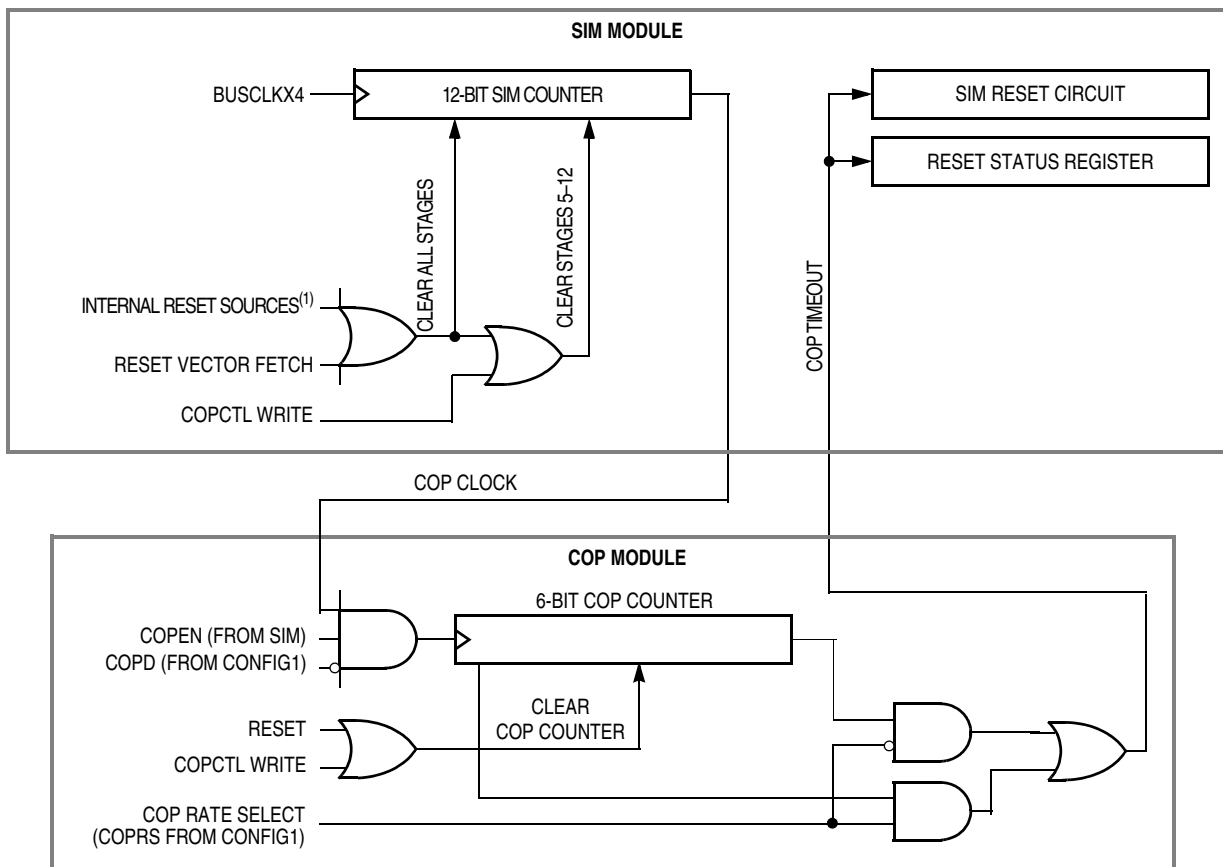 SIM MODULE
BUSCLKX4
12-BIT SIM COUNTER
SIM RESET CIRCUIT
RESET STATUS REGISTER
CLEAR ALL STAGES
CLEAR STAGES 5–12
COP TIMEOUT
INTERNAL RESET SOURCES(1)
RESET VECTOR FETCH
COPCTL WRITE
COP CLOCK
COP MODULE
6-BIT COP COUNTER
COPEN (FROM SIM)
COPD (FROM CONFIG1)
CLEAR
COP COUNTER
RESET
COPCTL WRITE
COP RATE SELECT
(COPRS FROM CONFIG1)